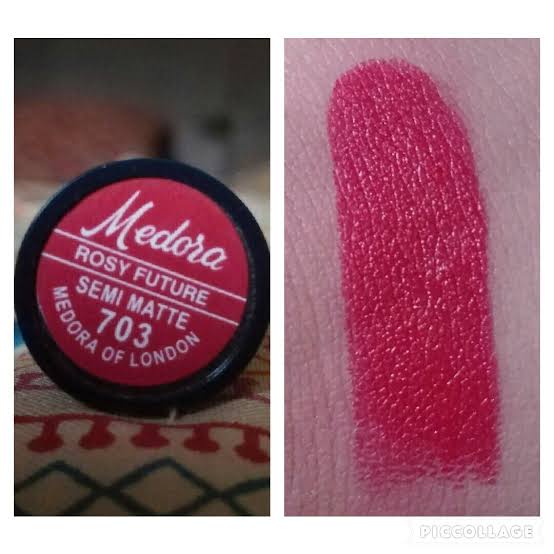 Medora
ROSY FUTURE
SEMI MATTE
703
MEDORA OF LONDON
PICCOLLAGE